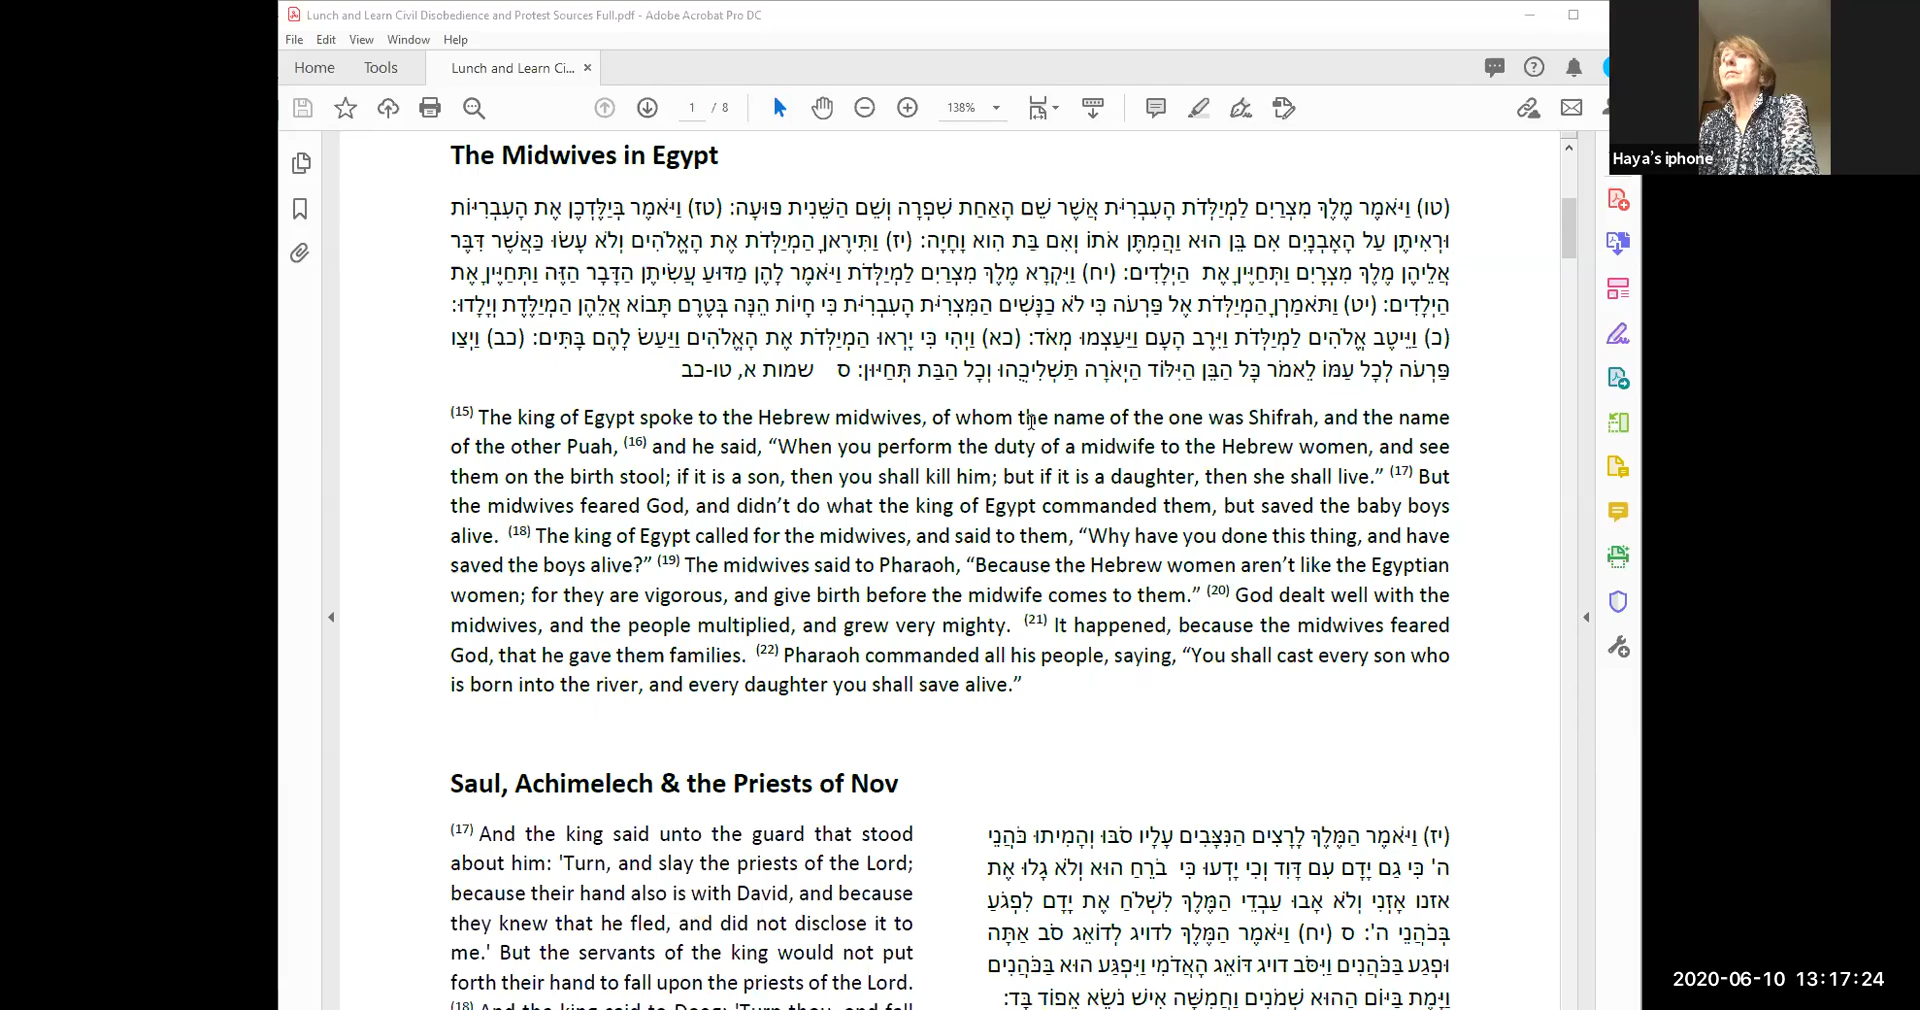 Lunch and Learn Civil Disobedience and Protest Sources Full.pdf - Adobe Acrobat Pro DC
File Edit View Window Help
Home Tools Lunch and Learn Ci... ×
1 / 8 138%
Haya's iphone
The Midwives in Egypt
(טו) וַיֹּאמֶר מֶלֶךְ מִצְרַיִם לַמְיַלְּדֹת הָעִבְרִיֹּת אֲשֶׁר שֵׁם הָאַחַת שִׁפְרָה וְשֵׁם הַשֵּׁנִית פּוּעָה: (טז) וַיֹּאמֶר בְּיַלֶּדְכֶן אֶת הָעִבְרִיּוֹת
וּרְאִיתֶן עַל הָאָבְנָיִם אִם בֵּן הוּא וַהֲמִתֶּן אֹתוֹ וְאִם בַּת הִוא וָחָיָה: (יז) וַתִּירֶאןָ הַמְיַלְּדֹת אֶת הָאֱלֹהִים וְלֹא עָשׂוּ כַּאֲשֶׁר דִּבֶּר
אֲלֵיהֶן מֶלֶךְ מִצְרָיִם וַתְּחַיֶּיןָ אֶת הַיְלָדִים: (יח) וַיִּקְרָא מֶלֶךְ מִצְרַיִם לַמְיַלְּדֹת וַיֹּאמֶר לָהֶן מַדּוּעַ עֲשִׂיתֶן הַדָּבָר הַזֶּה וַתְּחַיֶּיןָ אֶת
הַיְלָדִים: (יט) וַתֹּאמַרְןָ הַמְיַלְּדֹת אֶל פַּרְעֹה כִּי לֹא כַנָּשִׁים הַמִּצְרִיֹּת הָעִבְרִיֹּת כִּי חָיוֹת הֵנָּה בְּטֶרֶם תָּבוֹא אֲלֵהֶן הַמְיַלֶּדֶת וְיָלָדוּ:
(כ) וַיֵּיטֶב אֱלֹהִים לַמְיַלְּדֹת וַיִּרֶב הָעָם וַיַּעַצְמוּ מְאֹד: (כא) וַיְהִי כִּי יָרְאוּ הַמְיַלְּדֹת אֶת הָאֱלֹהִים וַיַּעַשׂ לָהֶם בָּתִּים: (כב) וַיְצַו
פַּרְעֹה לְכָל עַמּוֹ לֵאמֹר כָּל הַבֵּן הַיִּלּוֹד הַיְאֹרָה תַּשְׁלִיכֻהוּ וְכָל הַבַּת תְּחַיּוּן: ס שמות א, טו-כב
(15) The king of Egypt spoke to the Hebrew midwives, of whom the name of the one was Shifrah, and the name
of the other Puah, (16) and he said, “When you perform the duty of a midwife to the Hebrew women, and see
them on the birth stool; if it is a son, then you shall kill him; but if it is a daughter, then she shall live.” (17) But
the midwives feared God, and didn’t do what the king of Egypt commanded them, but saved the baby boys
alive. (18) The king of Egypt called for the midwives, and said to them, “Why have you done this thing, and have
saved the boys alive?” (19) The midwives said to Pharaoh, “Because the Hebrew women aren’t like the Egyptian
women; for they are vigorous, and give birth before the midwife comes to them.” (20) God dealt well with the
midwives, and the people multiplied, and grew very mighty. (21) It happened, because the midwives feared
God, that he gave them families. (22) Pharaoh commanded all his people, saying, “You shall cast every son who
is born into the river, and every daughter you shall save alive.”
Saul, Achimelech & the Priests of Nov
(17) And the king said unto the guard that stood
about him: 'Turn, and slay the priests of the Lord;
because their hand also is with David, and because
they knew that he fled, and did not disclose it to
me.' But the servants of the king would not put
forth their hand to fall upon the priests of the Lord.
(18) And the king said to Doeg: 'Turn thou, and fall
(יז) וַיֹּאמֶר הַמֶּלֶךְ לָרָצִים הַנִּצָּבִים עָלָיו סֹבּוּ וְהָמִיתוּ כֹּהֲנֵי
ה' כִּי גַם יָדָם עִם דָּוִד וְכִי יָדְעוּ כִּי בֹרֵחַ הוּא וְלֹא גָלוּ אֶת
אזנו אָזְנִי וְלֹא אָבוּ עַבְדֵי הַמֶּלֶךְ לִשְׁלֹחַ אֶת יָדָם לִפְגֹעַ
בְּכֹהֲנֵי ה': ס (יח) וַיֹּאמֶר הַמֶּלֶךְ לדויג לְדוֹאֵג סֹב אַתָּה
וּפְגַע בַּכֹּהֲנִים וַיִּסֹּב דויג דּוֹאֵג הָאֲדֹמִי וַיִּפְגַּע הוּא בַּכֹּהֲנִים
וַיָּמֶת בַּיּוֹם הַהוּא שְׁמֹנִים וַחֲמִשָּׁה אִישׁ נֹשֵׂא אֵפוֹד בָּד:
2020-06-10 13:17:24